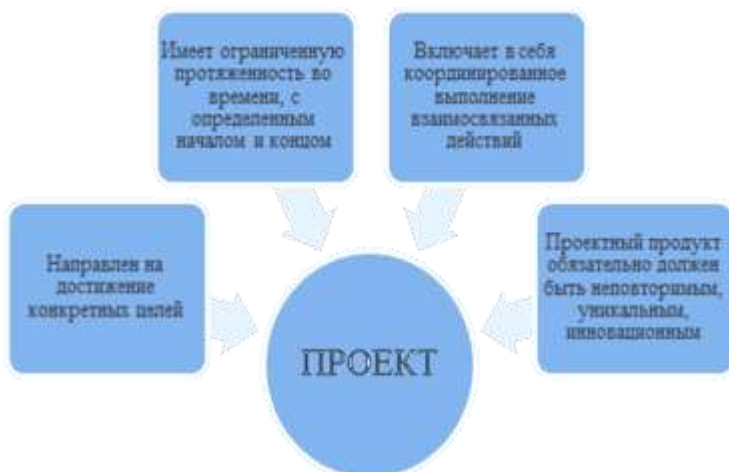 Имеет ограниченную
протяженность во
времени, с
определенным
началом и концом
Включает в себя
координированное
выполнение
взаимосвязанных
действий
Направлен на
достижение
конкретных целей
Проектный продукт
обязательно должен
быть неповторимым,
уникальным,
инновационным
ПРОЕКТ